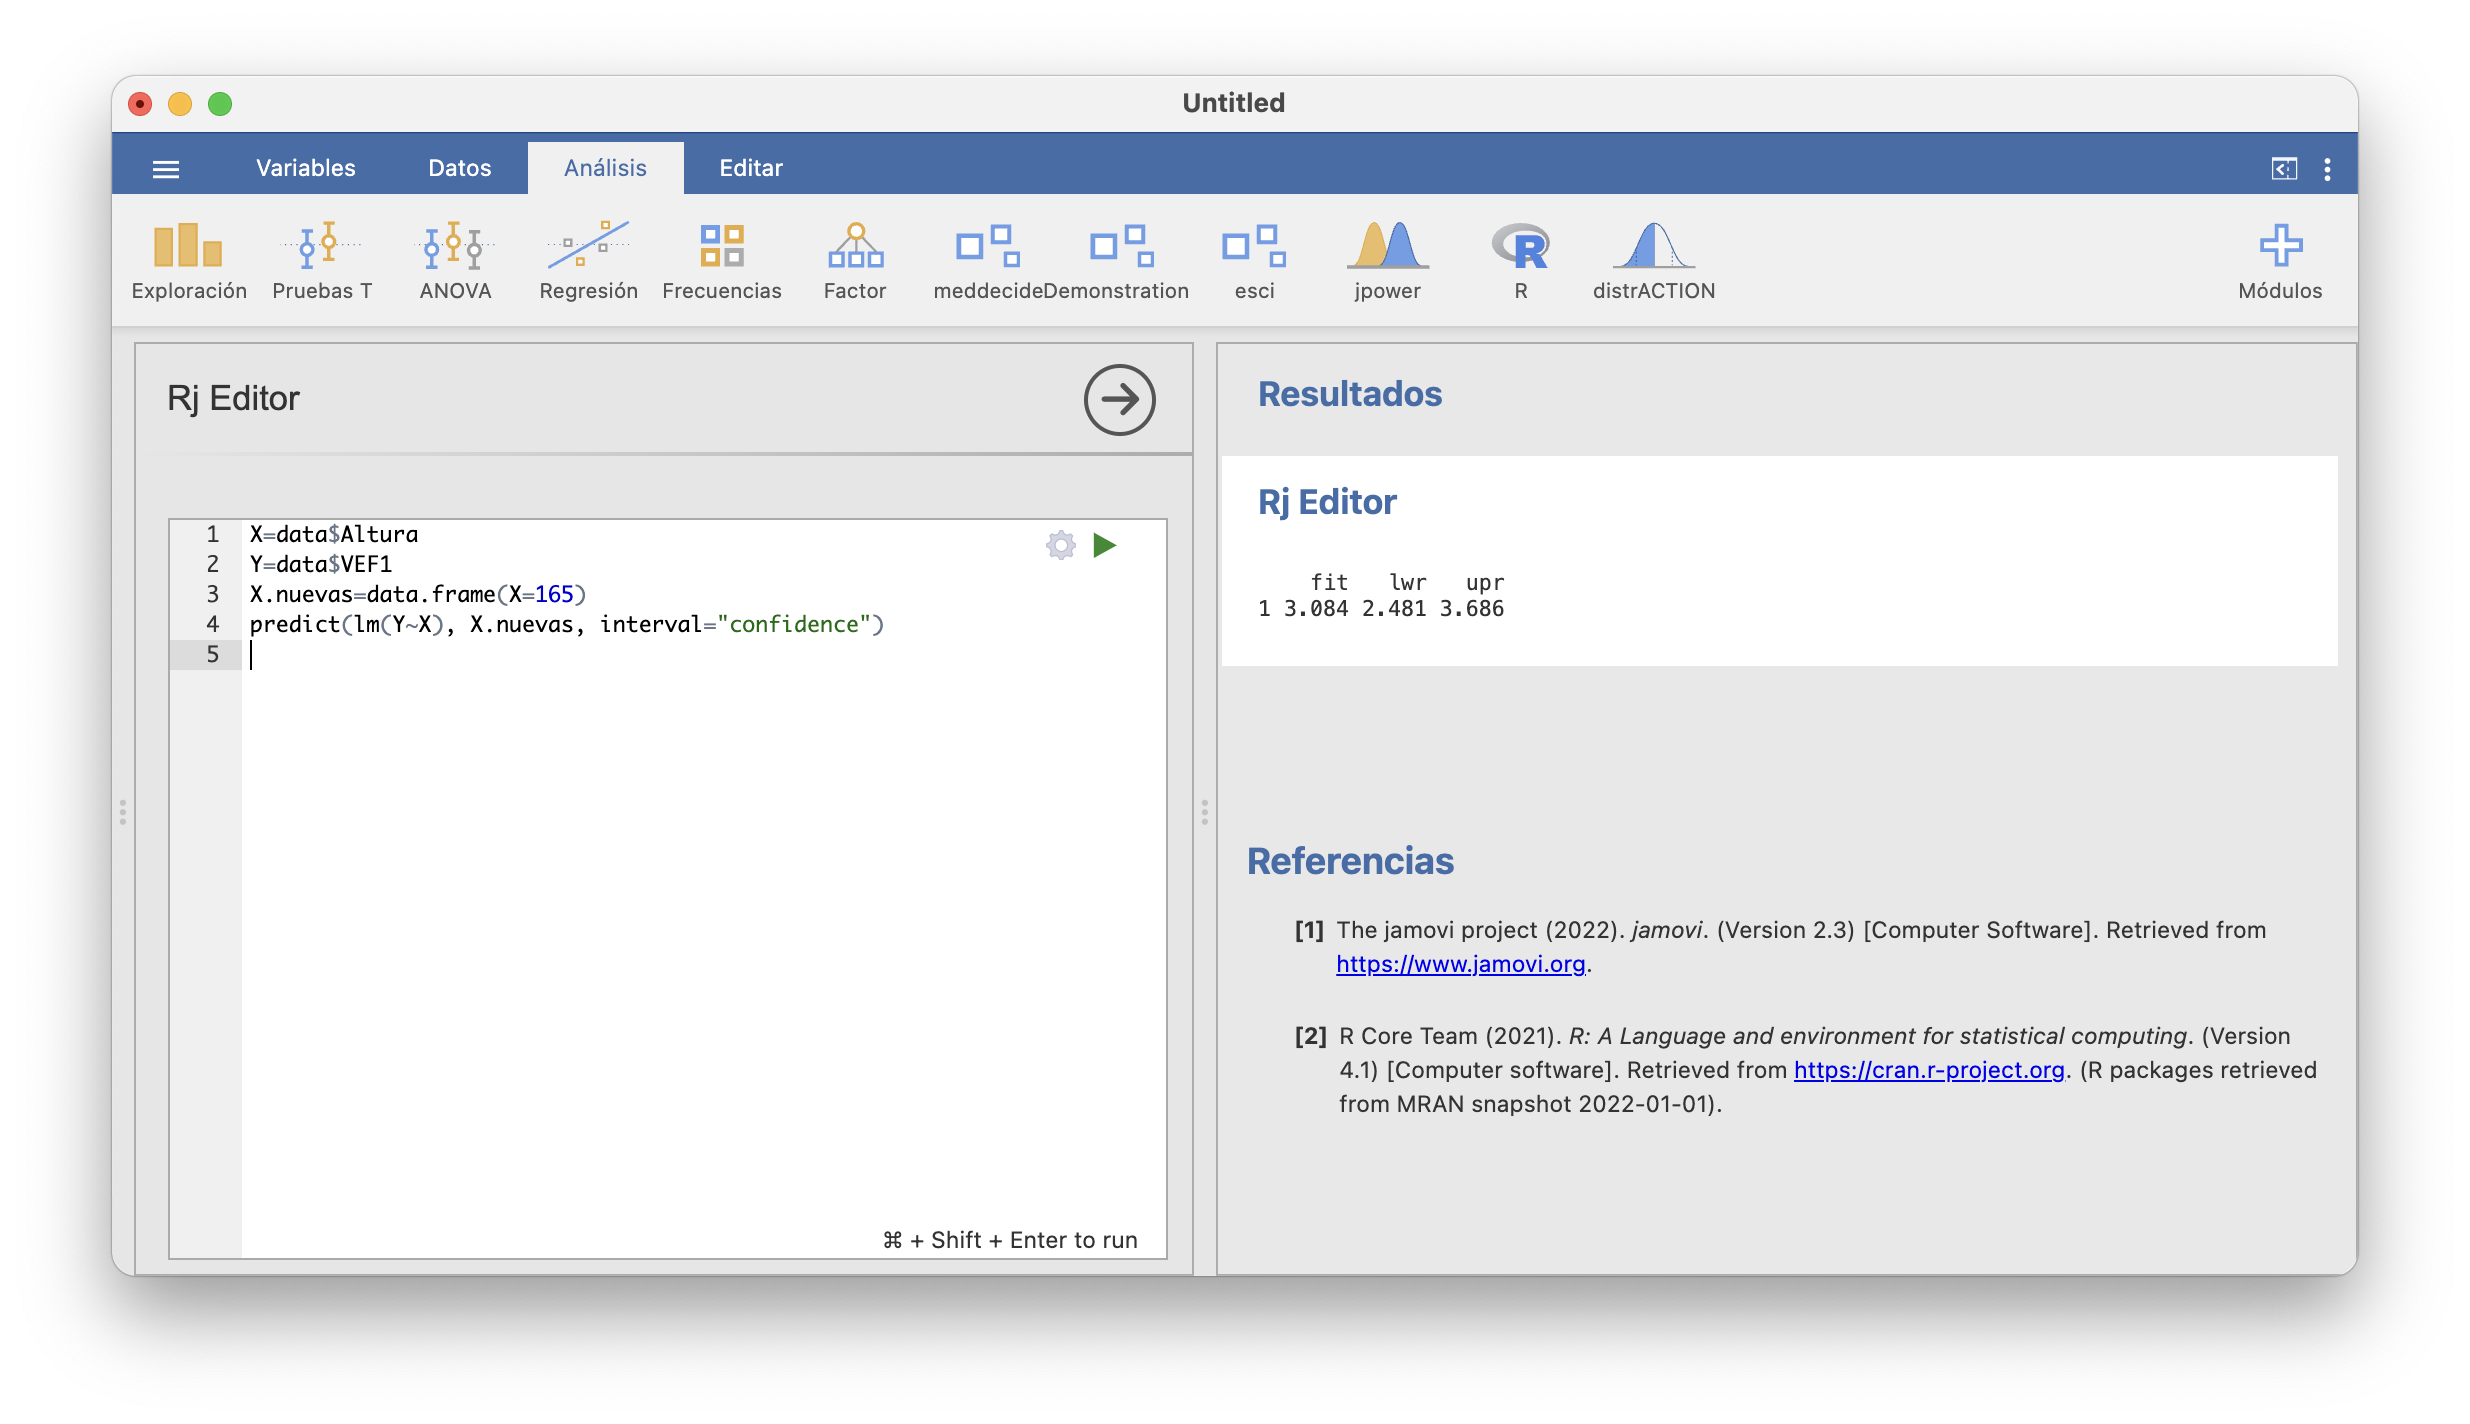 Untitled
Variables Datos Análisis Editar
Exploración Pruebas T ANOVA Regresión Frecuencias Factor meddecide Demonstration esci jpower R distrACTION Módulos
Rj Editor
1 X=data$Altura
2 Y=data$VEF1
3 X.nuevas=data.frame(X=165)
4 predict(lm(Y~X), X.nuevas, interval="confidence")
5
⌘ + Shift + Enter to run
Resultados
Rj Editor
fit lwr upr
1 3.084 2.481 3.686
Referencias
[1] The jamovi project (2022). jamovi. (Version 2.3) [Computer Software]. Retrieved from
https://www.jamovi.org.
[2] R Core Team (2021). R: A Language and environment for statistical computing. (Version
4.1) [Computer software]. Retrieved from https://cran.r-project.org. (R packages retrieved
from MRAN snapshot 2022-01-01).